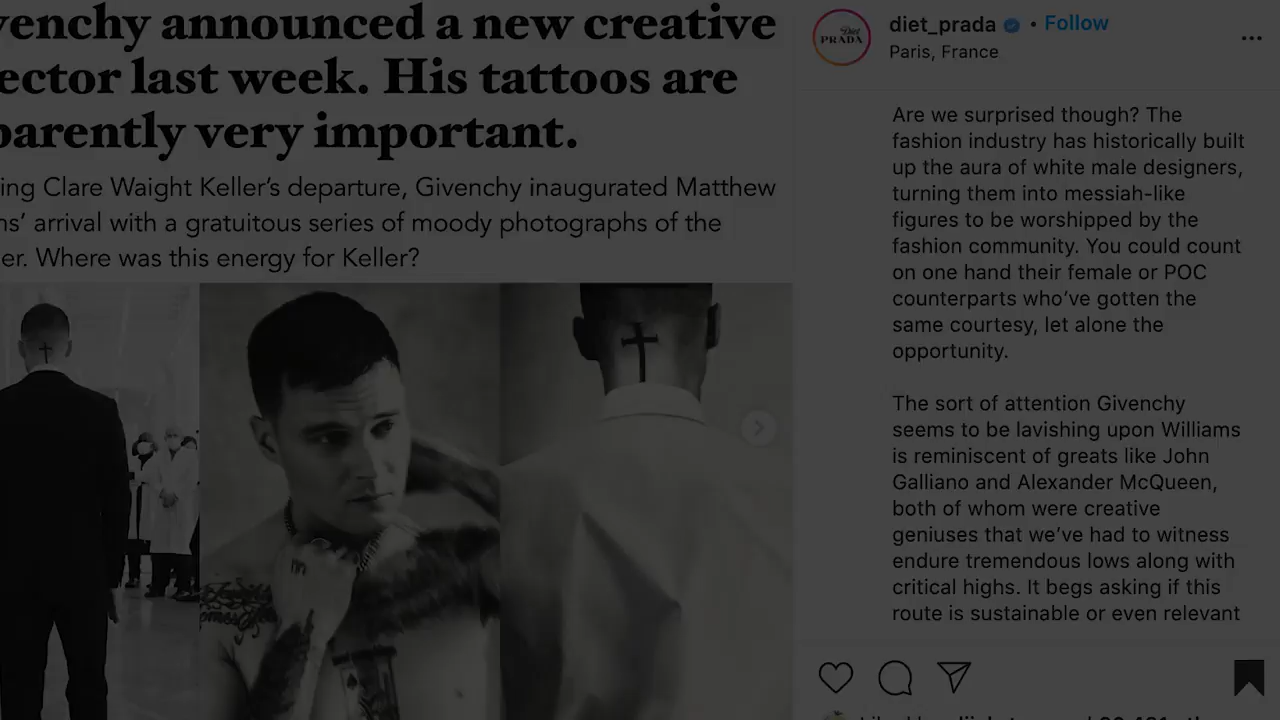 venchy announced a new creative
ector last week. His tattoos are
parently very important.
ing Clare Waight Keller's departure, Givenchy inaugurated Matthew
ns' arrival with a gratuitous series of moody photographs of the
er. Where was this energy for Keller?
Diet
PRADA
diet_prada • Follow
Paris, France
Are we surprised though? The
fashion industry has historically built
up the aura of white male designers,
turning them into messiah-like
figures to be worshipped by the
fashion community. You could count
on one hand their female or POC
counterparts who've gotten the
same courtesy, let alone the
opportunity.
The sort of attention Givenchy
seems to be lavishing upon Williams
is reminiscent of greats like John
Galliano and Alexander McQueen,
both of whom were creative
geniuses that we've had to witness
endure tremendous lows along with
critical highs. It begs asking if this
route is sustainable or even relevant